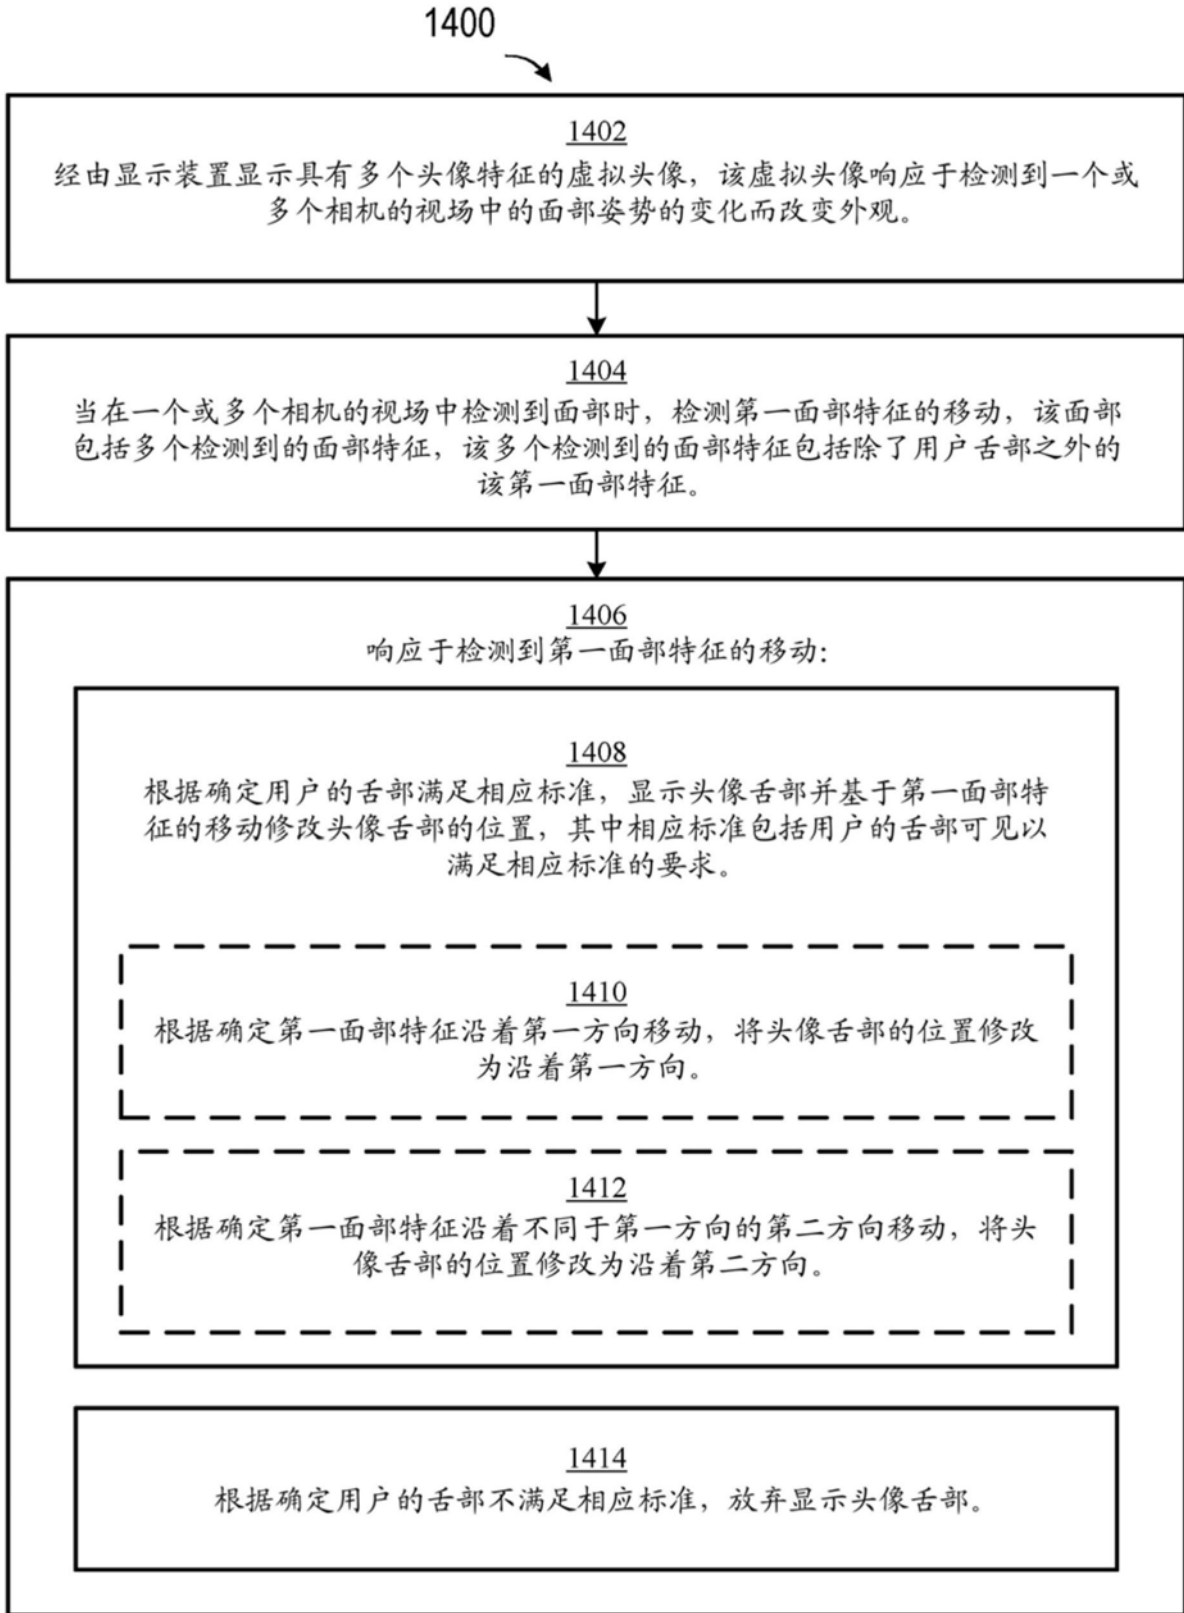 1400
1402
经由显示装置显示具有多个头像特征的虚拟头像，该虚拟头像响应于检测到一个或
多个相机的视场中的面部姿势的变化而改变外观。
1404
当在一个或多个相机的视场中检测到面部时，检测第一面部特征的移动，该面部
包括多个检测到的面部特征，该多个检测到的面部特征包括除了用户舌部之外的
该第一面部特征。
1406
响应于检测到第一面部特征的移动：
1408
根据确定用户的舌部满足相应标准，显示头像舌部并基于第一面部特
征的移动修改头像舌部的位置，其中相应标准包括用户的舌部可见以
满足相应标准的要求。
1410
根据确定第一面部特征沿着第一方向移动，将头像舌部的位置修改
为沿着第一方向。
1412
根据确定第一面部特征沿着不同于第一方向的第二方向移动，将头
像舌部的位置修改为沿着第二方向。
1414
根据确定用户的舌部不满足相应标准，放弃显示头像舌部。